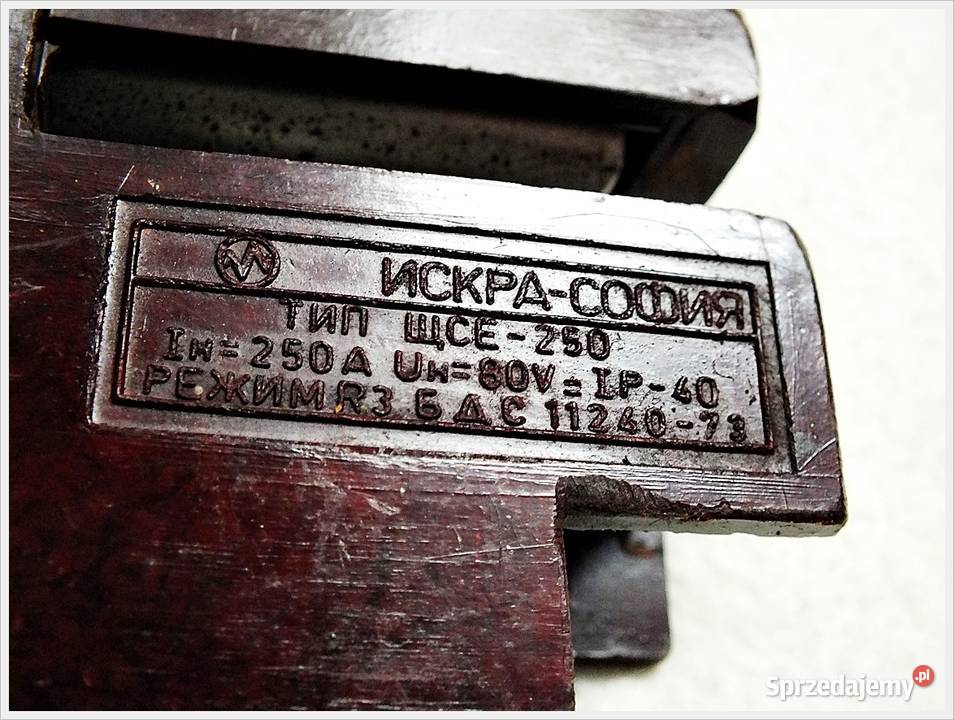 ИСКРА-СОФИЯ
ТИП ЩСЕ-250
Iн=250А Uн=80V= IP-40
РЕЖИМ R3 БДС 11240-73
Sprzedajemy.pl